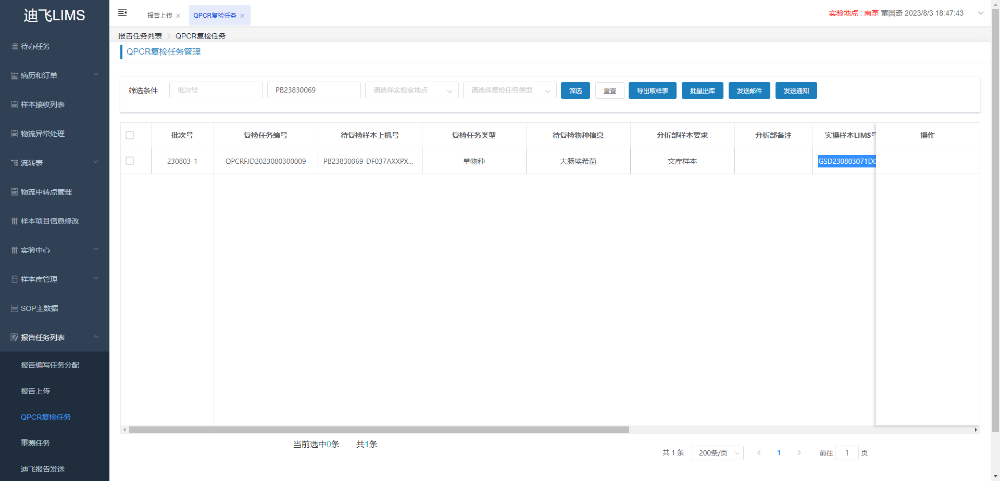 迪飞LIMS
待办任务
病历和订单
样本接收列表
物流异常处理
流转表
物流中转点管理
样本项目信息修改
实验中心
样本库管理
SOP主数据
报告任务列表
报告编写任务分配
报告上传
QPCR复检任务
重测任务
迪飞报告发送
报告上传 QPCR复检任务
实验地点 : 南京 董国奇 2023/8/3 18:47:43
报告任务列表 QPCR复检任务
QPCR复检任务管理
筛选条件 批次号 PB23830069 请选择实验室地点 请选择复检任务类型 筛选 重置 导出取样表 批量出库 发送邮件 发送通知
批次号 复检任务编号 待复检样本上机号 复检任务类型 待复检物种信息 分析部样本要求 分析部备注 实操样本LIMS号 操作
230803-1 QPCRFJD2023080300009 PB23830069-DF037AXXPX... 单物种 大肠埃希菌 文库样本 GSD230803071D0
当前选中0条 共1条
共 1 条 200条/页 1 前往 1 页